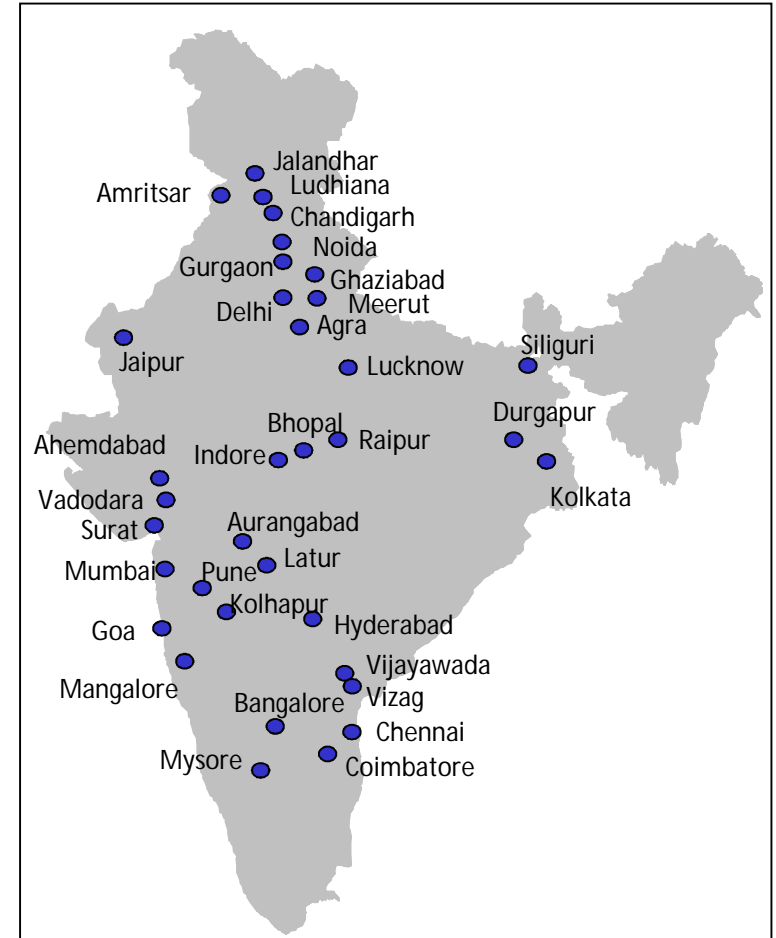 Jalandhar
Amritsar
Ludhiana
Chandigarh
Noida
Gurgaon
Ghaziabad
Delhi
Meerut
Agra
Jaipur
Siliguri
Lucknow
Durgapur
Bhopal
Raipur
Ahemdabad
Indore
Kolkata
Vadodara
Surat
Aurangabad
Latur
Mumbai
Pune
Kolhapur
Goa
Hyderabad
Vijayawada
Mangalore
Vizag
Bangalore
Chennai
Mysore
Coimbatore